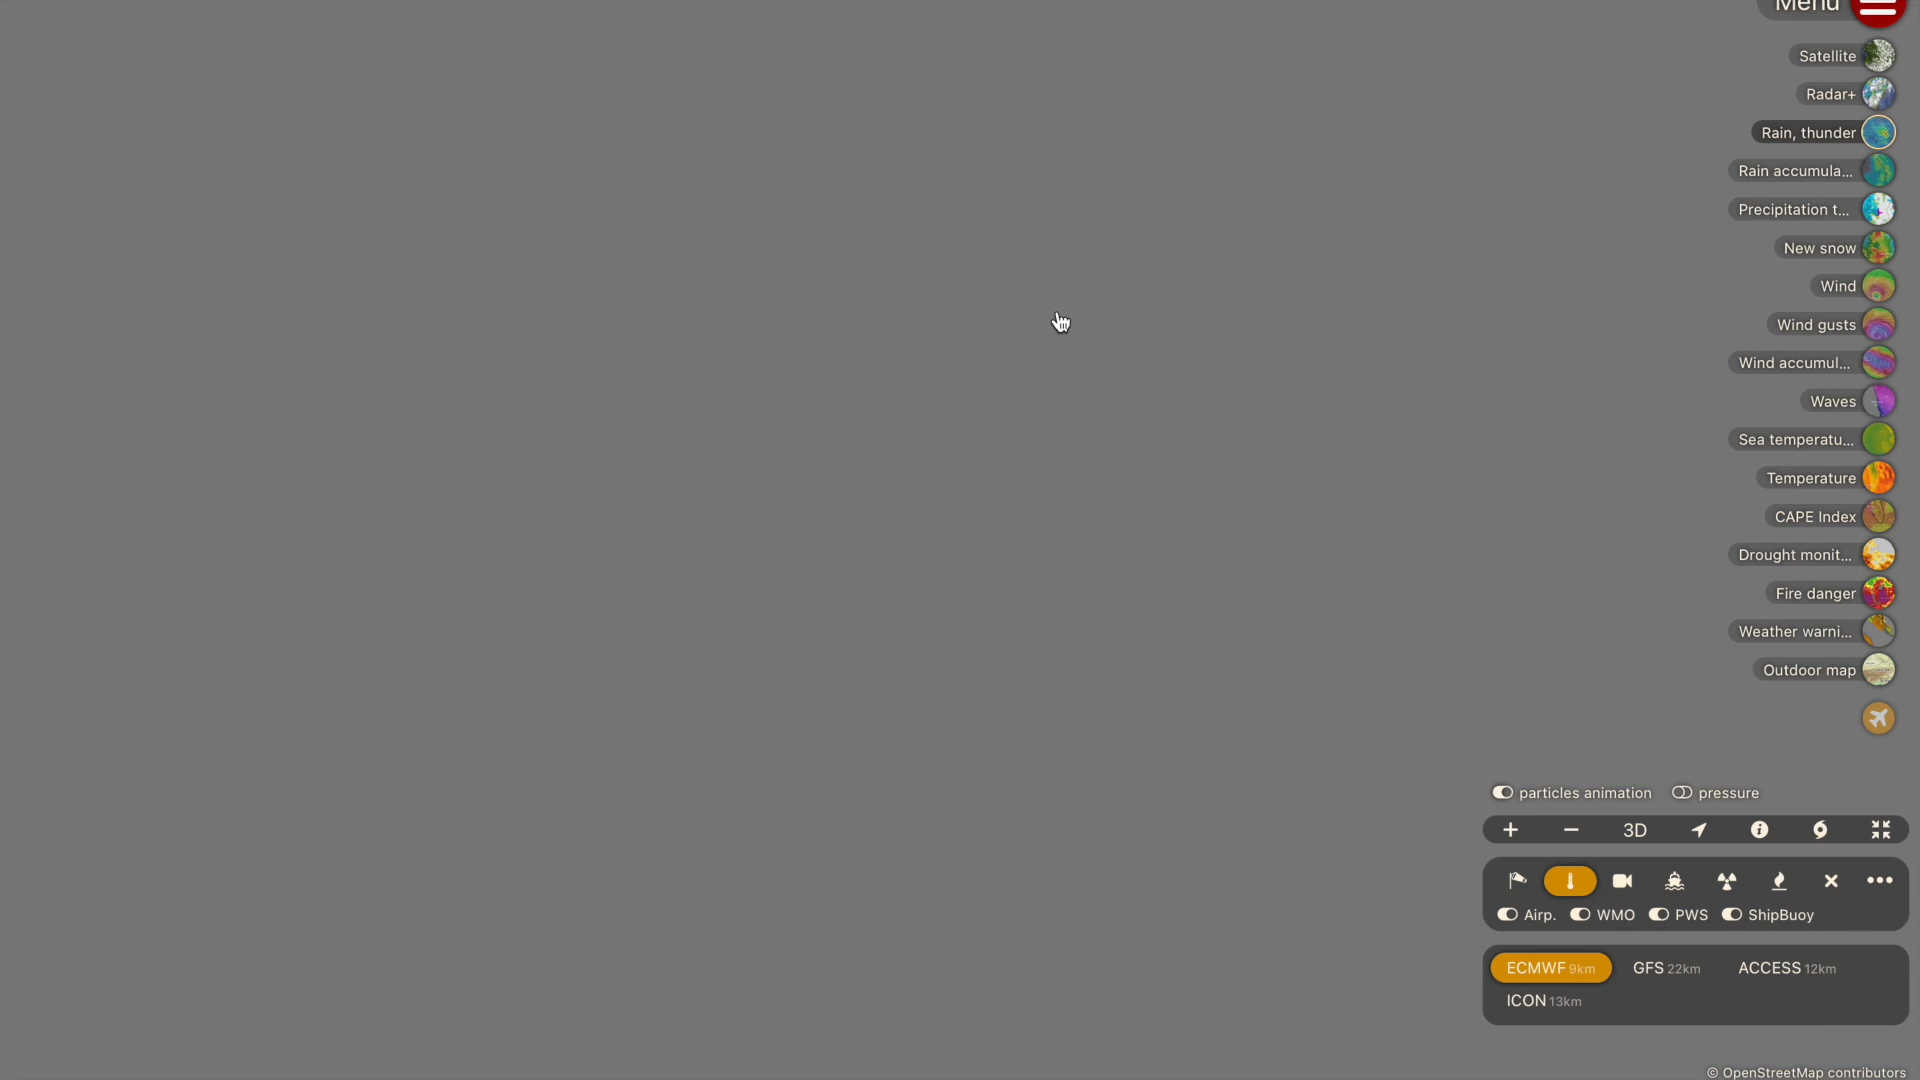 Menu
Satellite
Radar+
Rain, thunder
Rain accumula...
Precipitation t...
New snow
Wind
Wind gusts
Wind accumul...
Waves
Sea temperatu...
Temperature
CAPE Index
Drought monit...
Fire danger
Weather warni...
Outdoor map
particles animation pressure
+ − 3D
Airp. WMO PWS ShipBuoy
ECMWF 9km GFS 22km ACCESS 12km
ICON 13km
© OpenStreetMap contributors